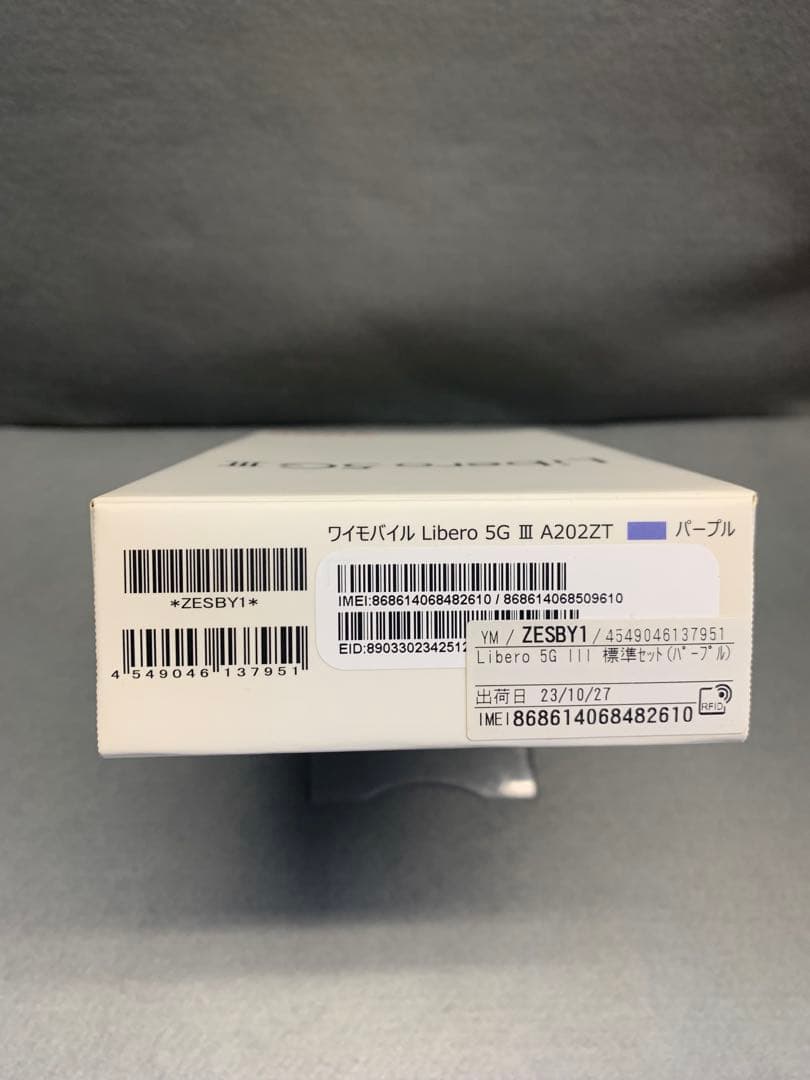 Libero 5G Ⅲ
ワイモバイル Libero 5G Ⅲ A202ZT パープル
*ZESBY1*
4 549046 137951
IMEI:868614068482610 / 868614068509610
EID:8903302342512
YM / ZESBY1 / 4549046137951
Libero 5G III 標準ｾｯﾄ(ﾊﾟｰﾌﾟﾙ)
出荷日 23/10/27
IMEI868614068482610
RFID